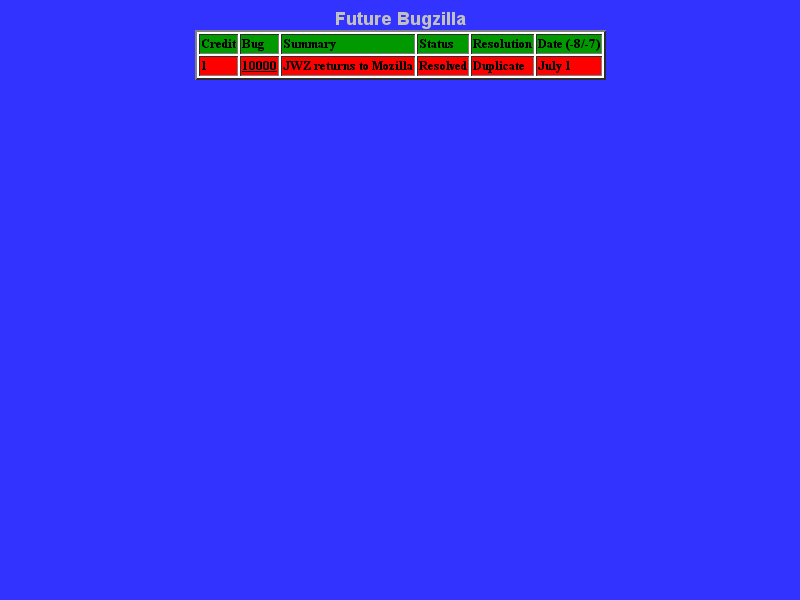 Future Bugzilla
Credit Bug Summary Status Resolution Date (-8/-7)
1 10000 JWZ returns to Mozilla Resolved Duplicate July 1